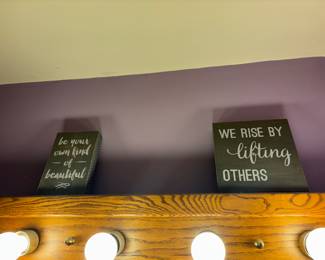 be your
own kind
of
beautiful
WE RISE BY
lifting
OTHERS